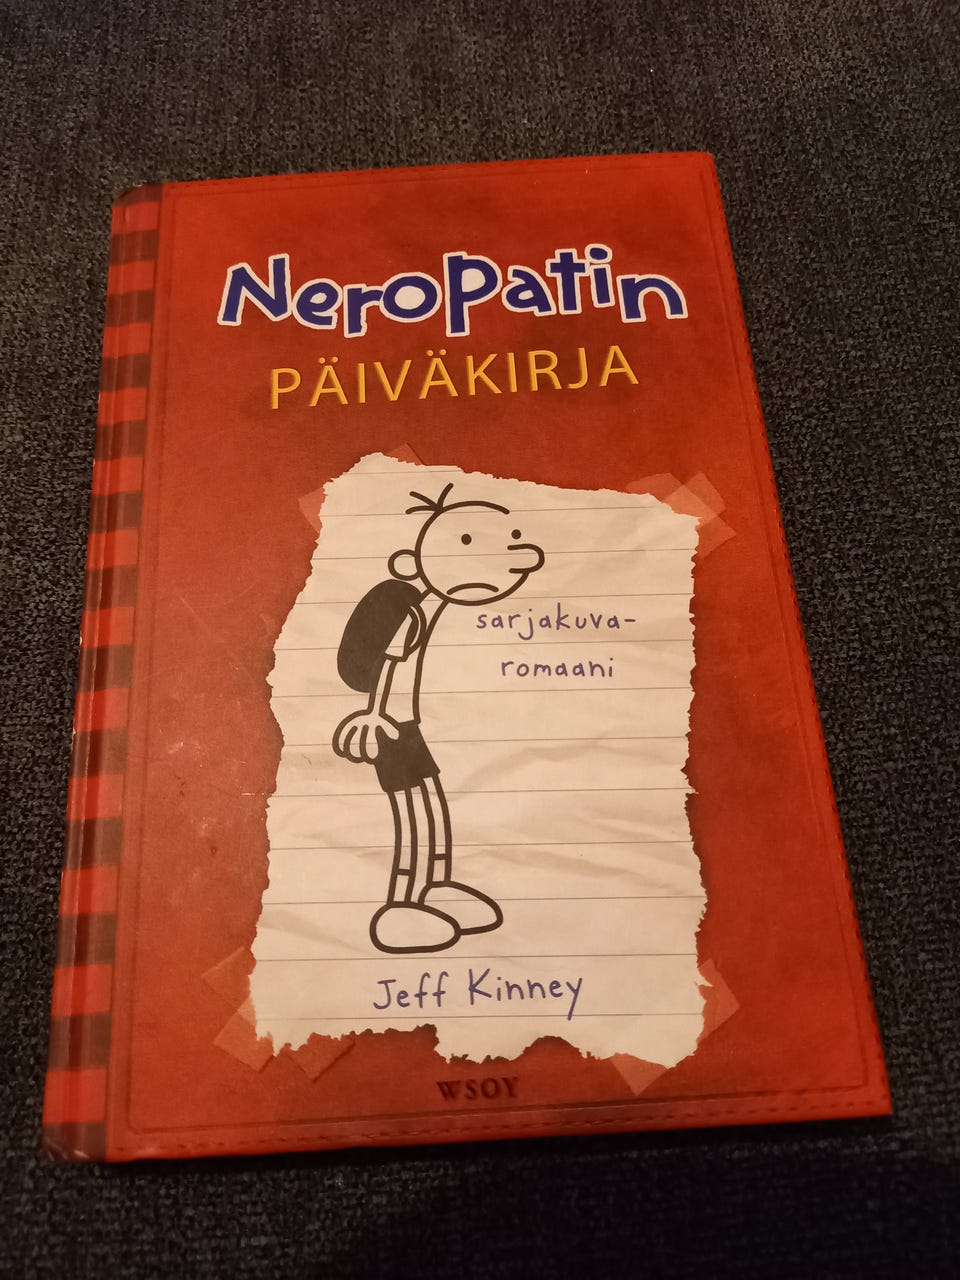 Neropatin
PÄIVÄKIRJA
sarjakuva-
romaani
Jeff Kinney
WSOY